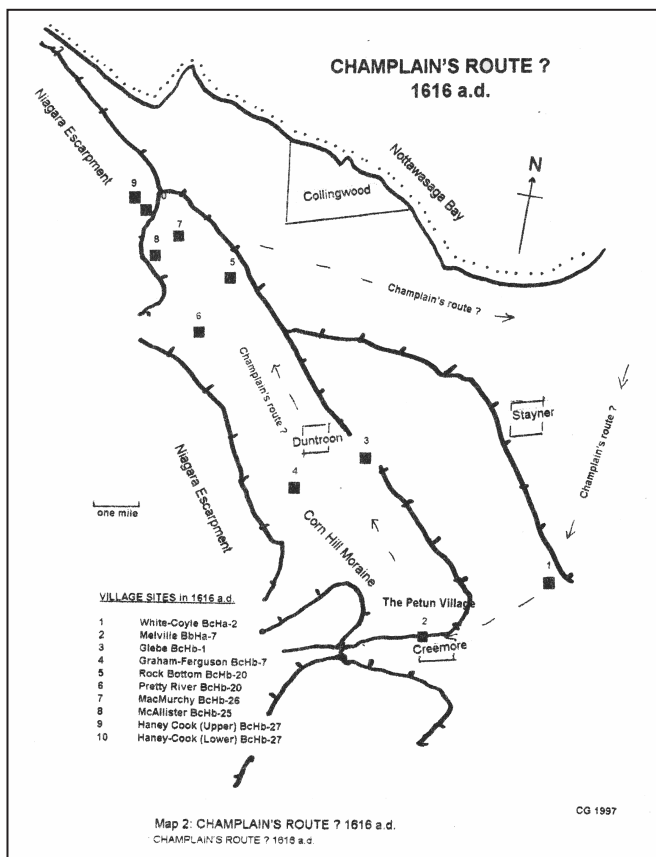 CHAMPLAIN'S ROUTE ?
1616 a.d.
Niagara Escarpment
Nottawasaga Bay
N
Collingwood
9
7
8
5
6
Champlain's route ?
Champlain's route ?
Champlain's route ?
Stayner
Duntroon
3
4
Niagara Escarpment
one mile
Corn Hill Moraine
1
The Petun Village
2
Creemore
VILLAGE SITES in 1616 a.d.
1 White-Coyle BcHa-2
2 Melville BbHa-7
3 Glebe BcHb-1
4 Graham-Ferguson BcHb-7
5 Rock Bottom BcHb-20
6 Pretty River BcHb-20
7 MacMurchy BcHb-26
8 McAllister BcHb-25
9 Haney Cook (Upper) BcHb-27
10 Haney-Cook (Lower) BcHb-27
CG 1997
Map 2: CHAMPLAIN'S ROUTE ? 1616 a.d.
CHAMPLAIN'S ROUTE ? 1616 a.d.